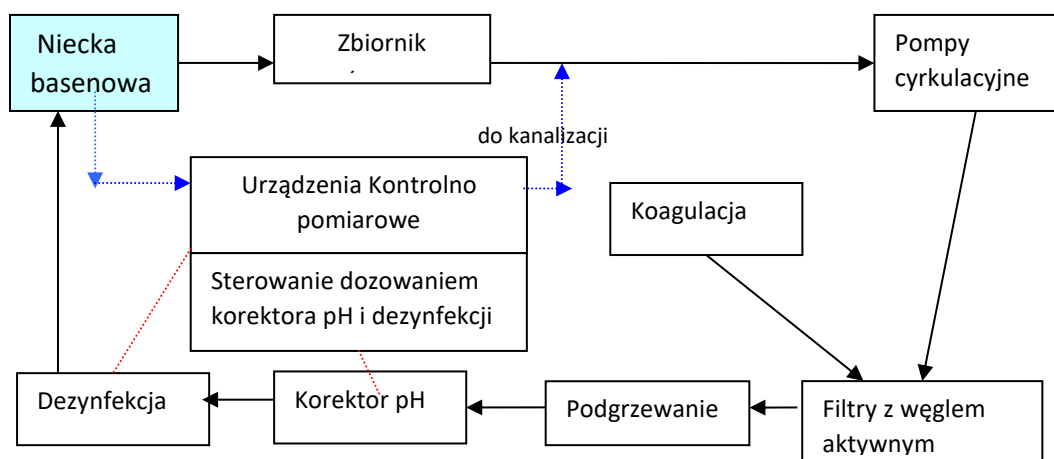 Niecka
basenowa
Zbiornik
Pompy
cyrkulacyjne
do kanalizacji
Urządzenia Kontrolno
pomiarowe
Koagulacja
Sterowanie dozowaniem
korektora pH i dezynfekcji
Dezynfekcja
Korektor pH
Podgrzewanie
Filtry z węglem
aktywnym